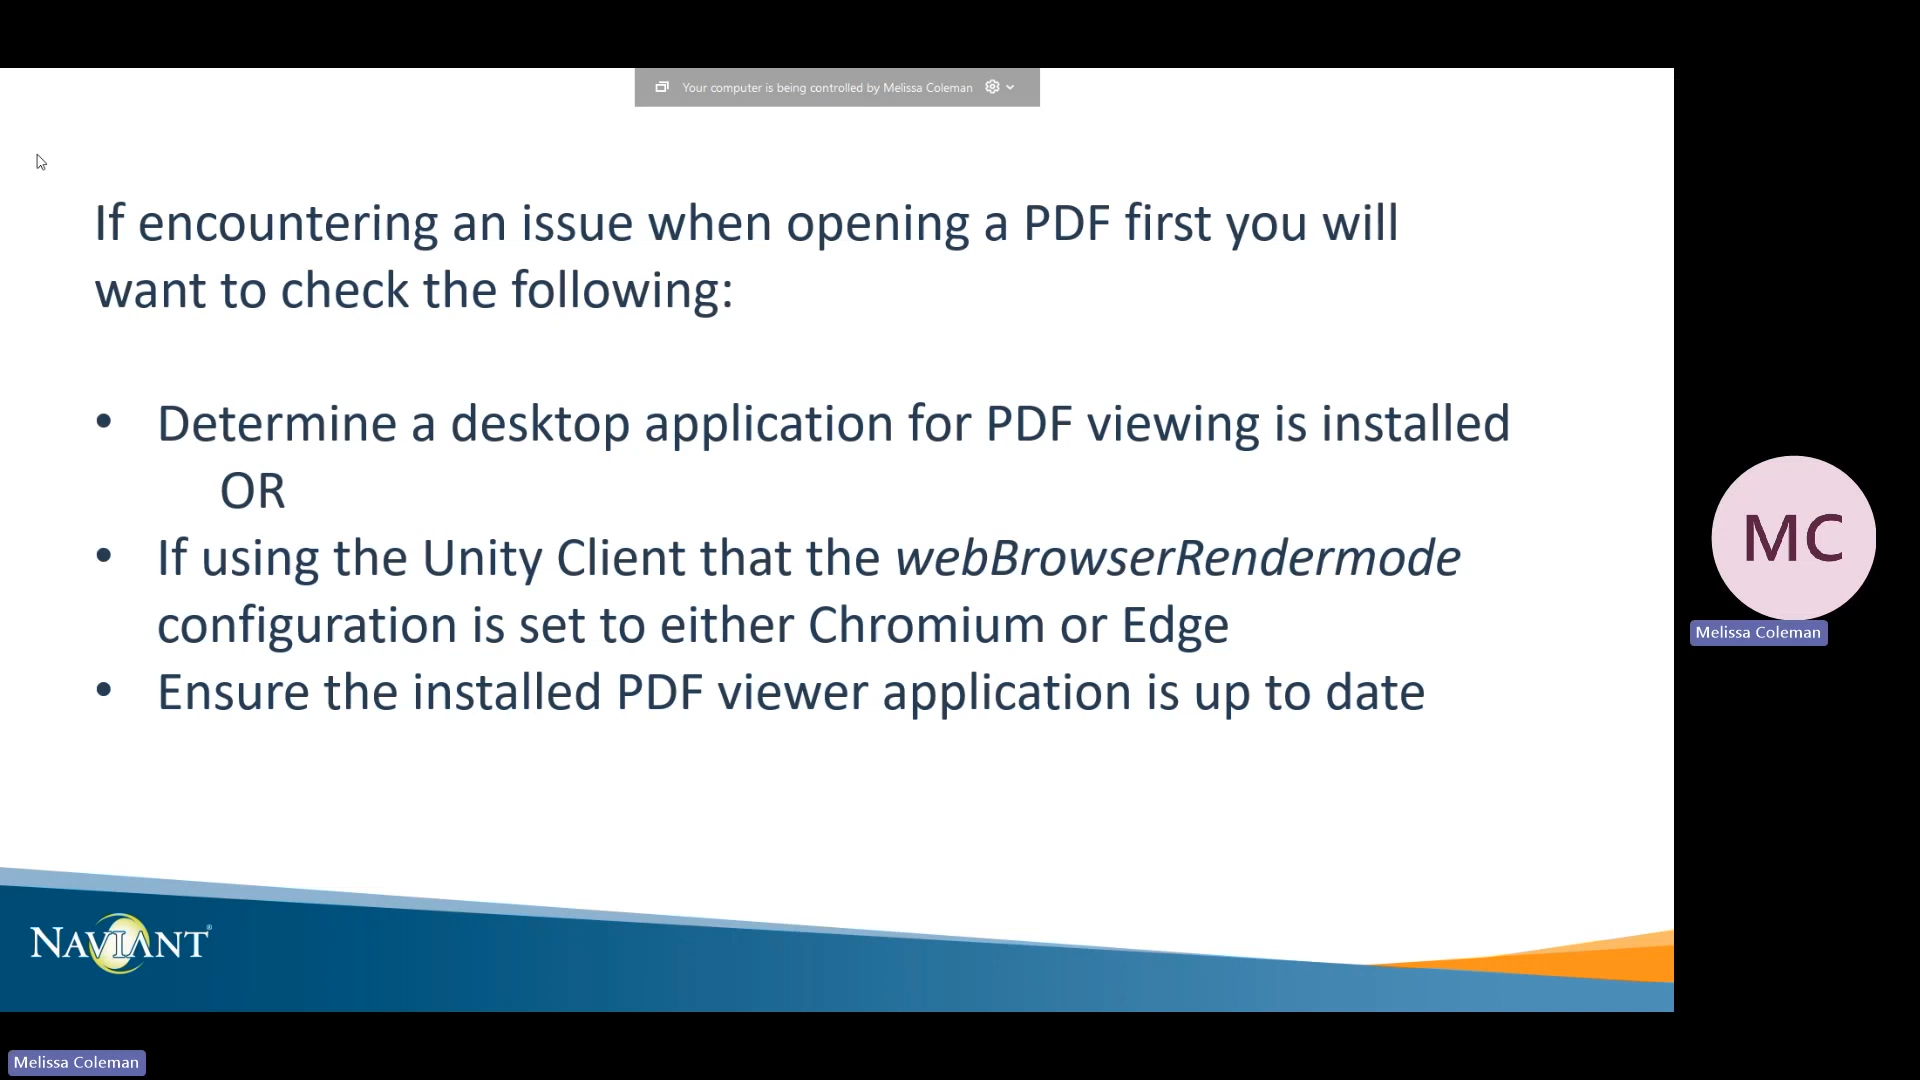 Your computer is being controlled by Melissa Coleman
If encountering an issue when opening a PDF first you will
want to check the following:
• Determine a desktop application for PDF viewing is installed
OR
• If using the Unity Client that the webBrowserRendermode
configuration is set to either Chromium or Edge
• Ensure the installed PDF viewer application is up to date
MC
Melissa Coleman
NAVIANT®
Melissa Coleman